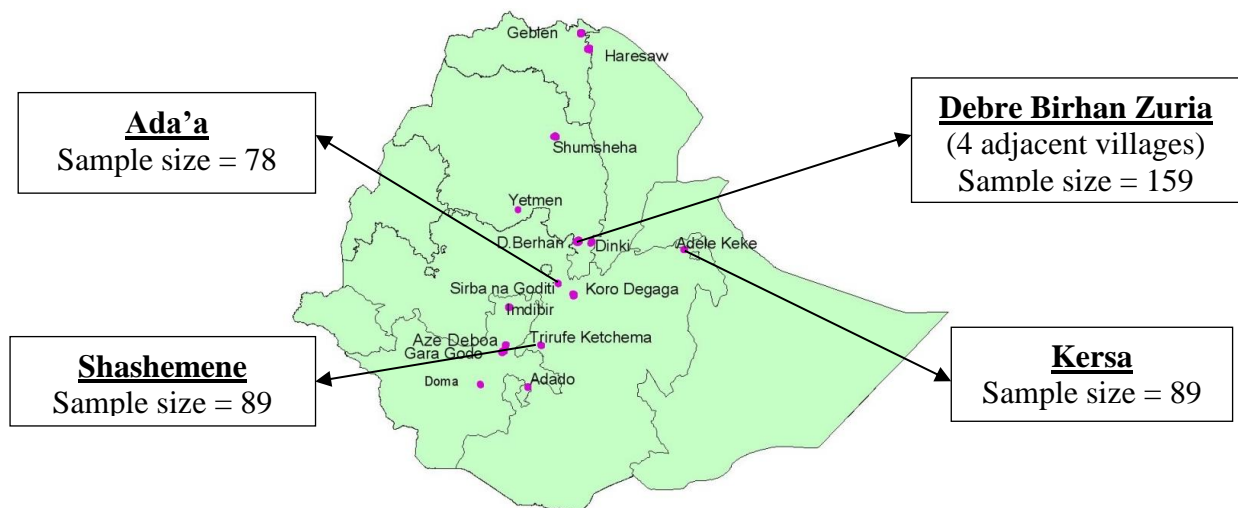 Geblen
Haresaw
Ada’a
Sample size = 78
Debre Birhan Zuria
(4 adjacent villages)
Sample size = 159
Shumsheha
Yetmen
D.Berhan
Dinki
Adele Keke
Sirba na Goditi
Koro Degaga
Imdibir
Aze Deboa
Trirufe Ketchema
Gara Godo
Shashemene
Sample size = 89
Kersa
Sample size = 89
Doma
Adado